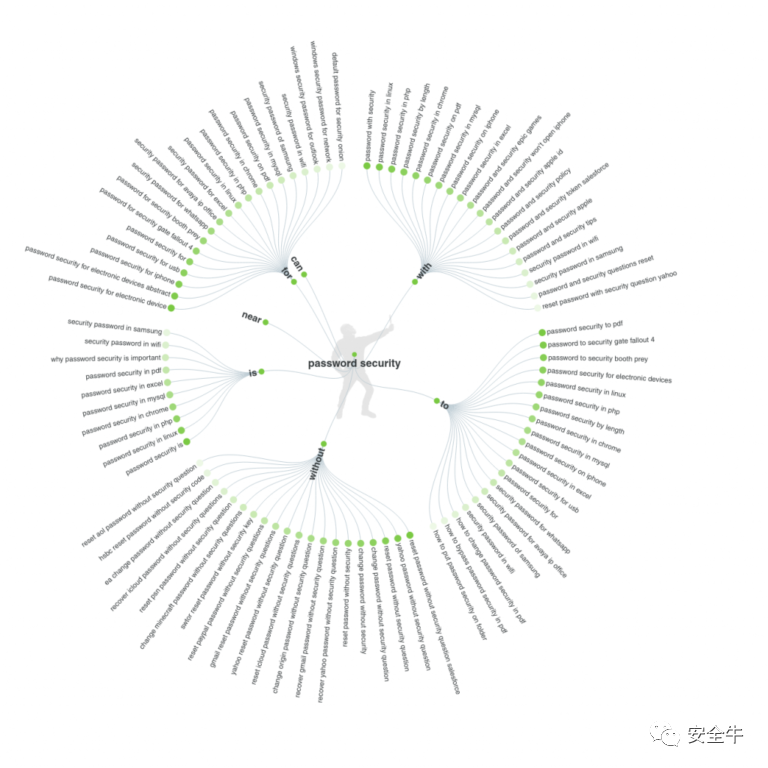 password security
can
for
default password for security onion
windows security password for network
windows security password for outlook
security password in wifi
security password of samsung
password security in mysql
password security on pdf
password security in chrome
password security in php
password security in linux
security password for excel
security password for avaya ip office
security password for whatsapp
password for security booth prey
password for security gate fallout 4
password security for
password security for usb
password security for iphone
password security for electronic devices abstract
password security for electronic device
near
is
security password in samsung
security password in wifi
why password security is important
password security in pdf
password security in excel
password security in mysql
password security in chrome
password security in php
password security in linux
password security is
without
reset aol password without security question
hsbc reset password without security code
ea change password without security question
recover icloud password without security questions
reset psn password without security question
change minecraft password without security questions
swtor reset password without security key
reset paypal password without security questions
gmail reset password without security questions
yahoo reset password without security question
reset icloud password without security questions
change origin password without security question
recover gmail password without security question
recover yahoo password without security question
reset password without security
change password without security
change password without security question
reset password without security question
yahoo password without security question
reset password without security question salesforce
with
password with security
password security in linux
password security in php
password security by length
password security in chrome
password security on pdf
password security in mysql
password security on iphone
password security in excel
password and security epic games
password and security won't open iphone
password and security apple id
password and security policy
password and security token salesforce
password and security apple
password and security tips
security password in wifi
security password in samsung
password and security questions reset
reset password with security question yahoo
to
password security to pdf
password to security gate fallout 4
password to security booth prey
password security for electronic devices
password security in linux
password security in php
password security by length
password security in chrome
password security in mysql
password security on iphone
password security in excel
password security for usb
password security for
security password for whatsapp
security password for avaya ip office
security password of samsung
security password in wifi
how to change password security in pdf
how to bypass password security in pdf
how to put password security on folder
安全牛